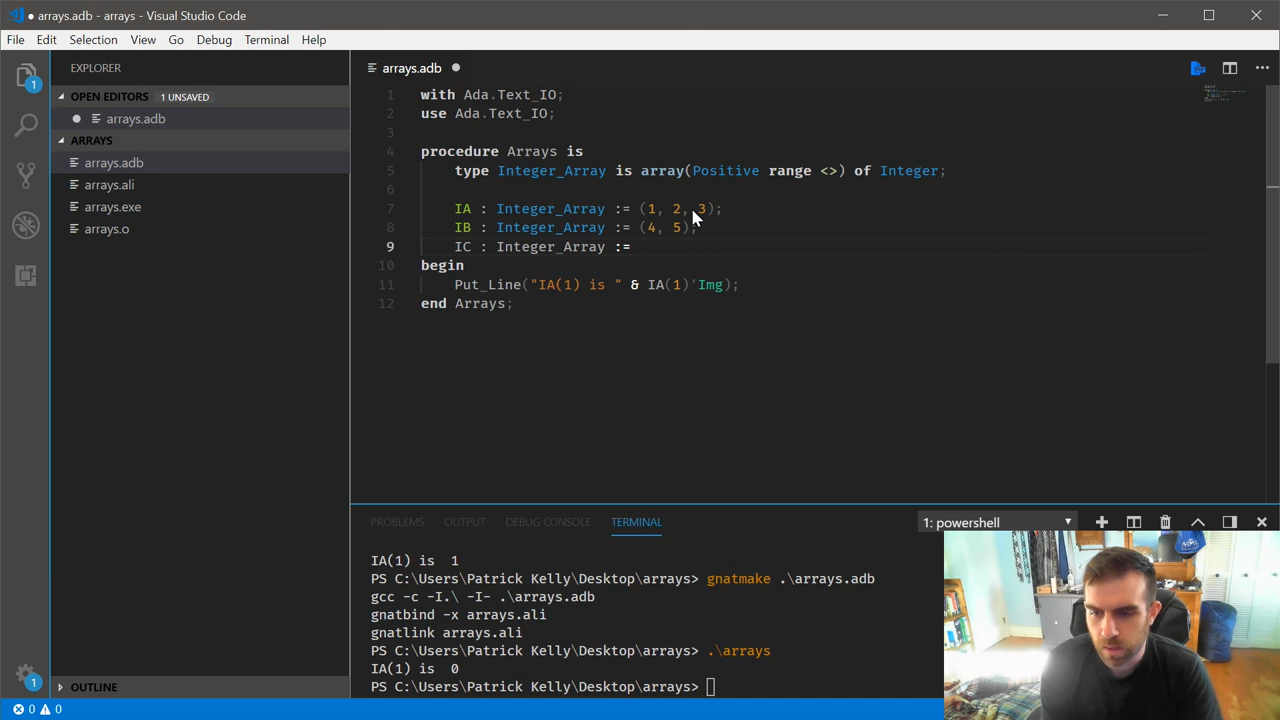 ● arrays.adb - arrays - Visual Studio Code
File Edit Selection View Go Debug Terminal Help
EXPLORER
OPEN EDITORS 1 UNSAVED
● arrays.adb
ARRAYS
arrays.adb
arrays.ali
arrays.exe
arrays.o
OUTLINE
1
1
arrays.adb ●
1 with Ada.Text_IO;
2 use Ada.Text_IO;
3
4 procedure Arrays is
5 type Integer_Array is array(Positive range <>) of Integer;
6
7 IA : Integer_Array := (1, 2, 3);
8 IB : Integer_Array := (4, 5);
9 IC : Integer_Array :=
10 begin
11 Put_Line("IA(1) is " & IA(1)'Img);
12 end Arrays;
PROBLEMS OUTPUT DEBUG CONSOLE TERMINAL 1: powershell
IA(1) is  1
PS C:\Users\Patrick Kelly\Desktop\arrays> gnatmake .\arrays.adb
gcc -c -I.\ -I- .\arrays.adb
gnatbind -x arrays.ali
gnatlink arrays.ali
PS C:\Users\Patrick Kelly\Desktop\arrays> .\arrays
IA(1) is  0
PS C:\Users\Patrick Kelly\Desktop\arrays>
0 0